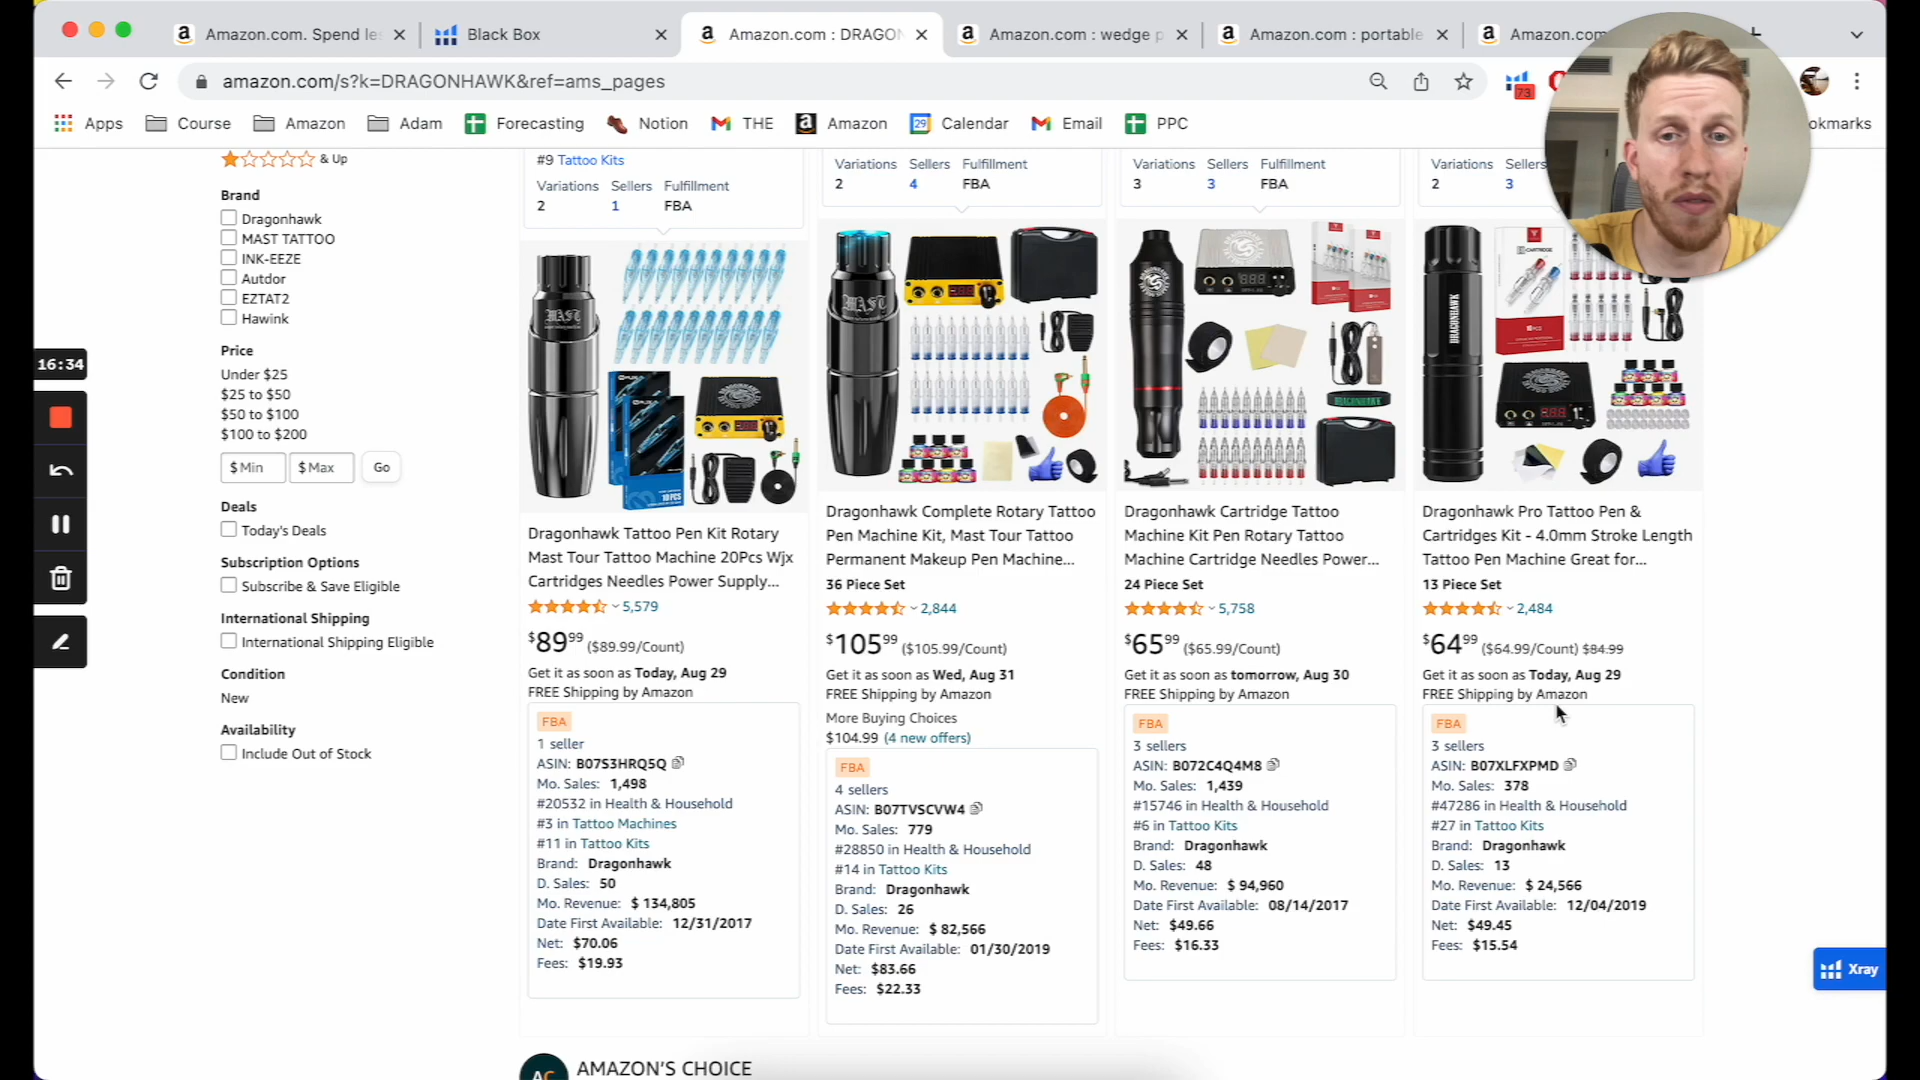 Amazon.com. Spend le
Black Box
Amazon.com : DRAGON
Amazon.com : wedge p
Amazon.com : portable
Amazon.com
amazon.com/s?k=DRAGONHAWK&ref=ams_pages
73
Apps
Course
Amazon
Adam
Forecasting
Notion
THE
Amazon
29
Calendar
Email
PPC
okmarks
& Up
Brand
Dragonhawk
MAST TATTOO
INK-EEZE
Autdor
EZTAT2
Hawink
Price
Under $25
$25 to $50
$50 to $100
$100 to $200
$ Min
$ Max
Go
Deals
Today's Deals
Subscription Options
Subscribe & Save Eligible
International Shipping
International Shipping Eligible
Condition
New
Availability
Include Out of Stock
16:34
#9 Tattoo Kits
Variations Sellers Fulfillment
2 1 FBA
MAST
10 PCS
Dragonhawk Tattoo Pen Kit Rotary
Mast Tour Tattoo Machine 20Pcs Wjx
Cartridges Needles Power Supply...
5,579
$89⁹⁹ ($89.99/Count)
Get it as soon as Today, Aug 29
FREE Shipping by Amazon
FBA
1 seller
ASIN: B07S3HRQ5Q
Mo. Sales: 1,498
#20532 in Health & Household
#3 in Tattoo Machines
#11 in Tattoo Kits
Brand: Dragonhawk
D. Sales: 50
Mo. Revenue: $ 134,805
Date First Available: 12/31/2017
Net: $70.06
Fees: $19.93
Variations Sellers Fulfillment
2 4 FBA
MAST
Dragonhawk Complete Rotary Tattoo
Pen Machine Kit, Mast Tour Tattoo
Permanent Makeup Pen Machine...
36 Piece Set
2,844
$105⁹⁹ ($105.99/Count)
Get it as soon as Wed, Aug 31
FREE Shipping by Amazon
More Buying Choices
$104.99 (4 new offers)
FBA
4 sellers
ASIN: B07TVSCVW4
Mo. Sales: 779
#28850 in Health & Household
#14 in Tattoo Kits
Brand: Dragonhawk
D. Sales: 26
Mo. Revenue: $ 82,566
Date First Available: 01/30/2019
Net: $83.66
Fees: $22.33
Variations Sellers Fulfillment
3 3 FBA
DRAGONHAWK
Dragonhawk Cartridge Tattoo
Machine Kit Pen Rotary Tattoo
Machine Cartridge Needles Power...
24 Piece Set
5,758
$65⁹⁹ ($65.99/Count)
Get it as soon as tomorrow, Aug 30
FREE Shipping by Amazon
FBA
3 sellers
ASIN: B072C4Q4M8
Mo. Sales: 1,439
#15746 in Health & Household
#6 in Tattoo Kits
Brand: Dragonhawk
D. Sales: 48
Mo. Revenue: $ 94,960
Date First Available: 08/14/2017
Net: $49.66
Fees: $16.33
Variations Sellers
2 3
DRAGONHAWK
CARTRIDGE
Dragonhawk Pro Tattoo Pen &
Cartridges Kit - 4.0mm Stroke Length
Tattoo Pen Machine Great for...
13 Piece Set
2,484
$64⁹⁹ ($64.99/Count) $84.99
Get it as soon as Today, Aug 29
FREE Shipping by Amazon
FBA
3 sellers
ASIN: B07XLFXPMD
Mo. Sales: 378
#47286 in Health & Household
#27 in Tattoo Kits
Brand: Dragonhawk
D. Sales: 13
Mo. Revenue: $ 24,566
Date First Available: 12/04/2019
Net: $49.45
Fees: $15.54
Xray
AC
AMAZON'S CHOICE